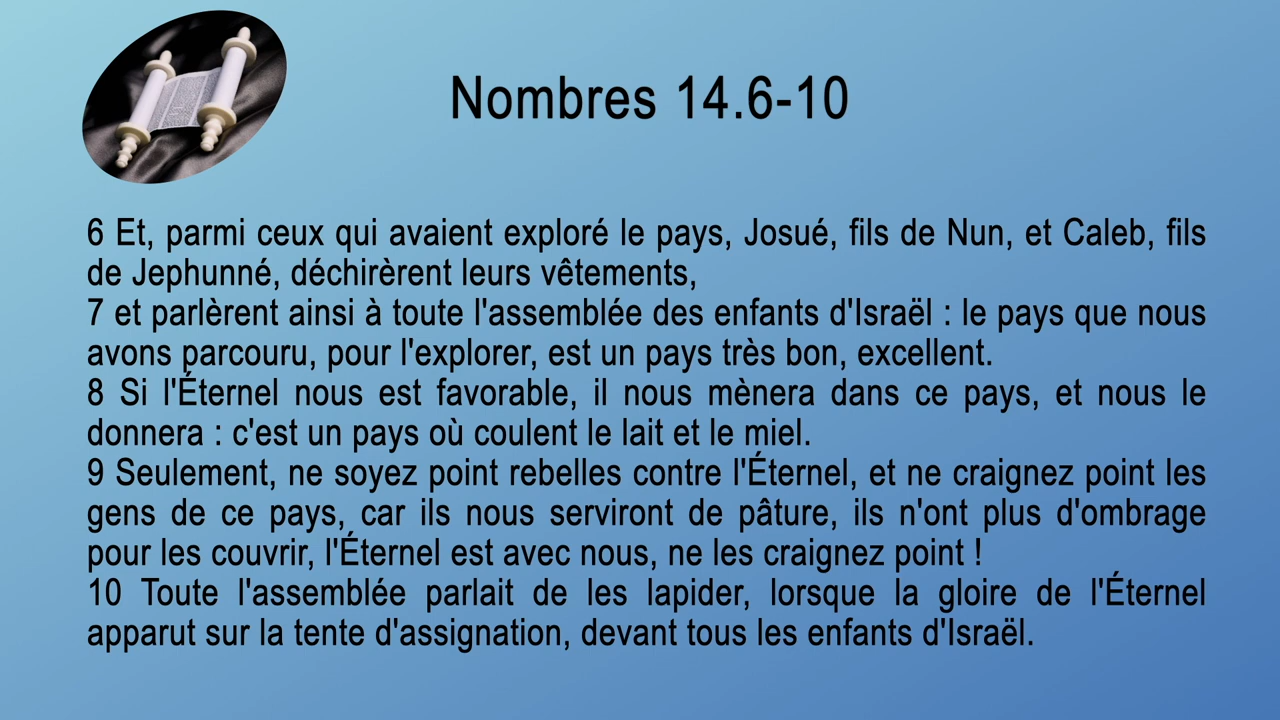 Nombres 14.6-10
6 Et, parmi ceux qui avaient exploré le pays, Josué, fils de Nun, et Caleb, fils
de Jephunné, déchirèrent leurs vêtements,
7 et parlèrent ainsi à toute l'assemblée des enfants d'Israël : le pays que nous
avons parcouru, pour l'explorer, est un pays très bon, excellent.
8 Si l'Éternel nous est favorable, il nous mènera dans ce pays, et nous le
donnera : c'est un pays où coulent le lait et le miel.
9 Seulement, ne soyez point rebelles contre l'Éternel, et ne craignez point les
gens de ce pays, car ils nous serviront de pâture, ils n'ont plus d'ombrage
pour les couvrir, l'Éternel est avec nous, ne les craignez point !
10 Toute l'assemblée parlait de les lapider, lorsque la gloire de l'Éternel
apparut sur la tente d'assignation, devant tous les enfants d'Israël.